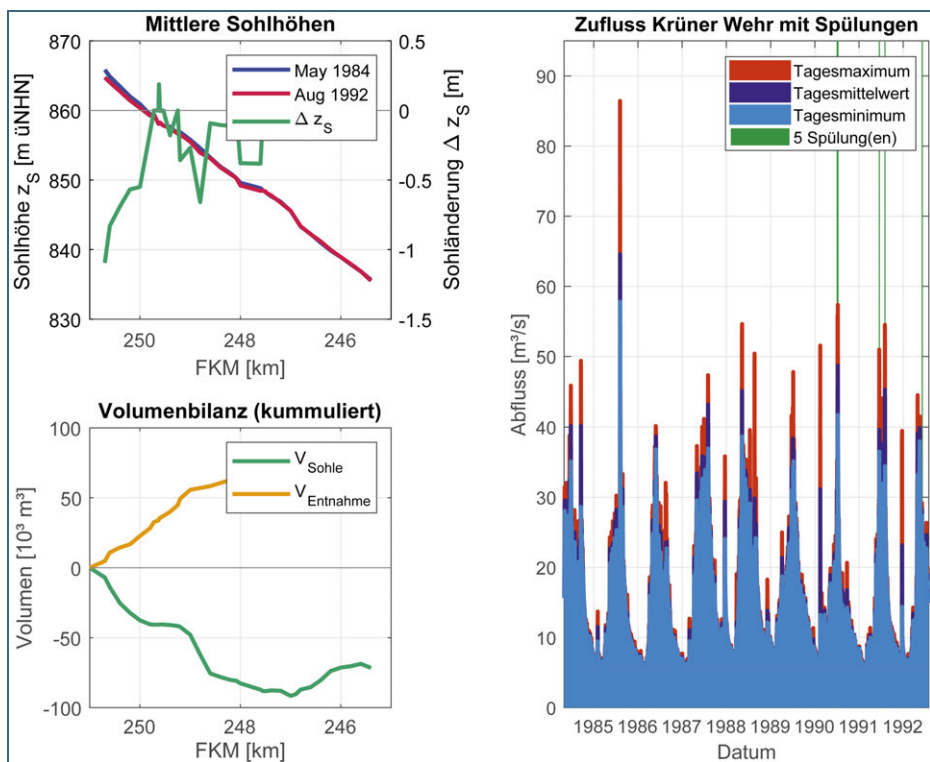 Mittlere Sohlhöhen
870
860
850
840
830
Sohlhöhe z_S [m üNHN]
0.5
0
-0.5
-1
-1.5
Sohländerung Δ z_S [m]
May 1984
Aug 1992
Δ z_S
250
248
246
FKM [km]
Volumenbilanz (kummuliert)
100
50
0
-50
-100
Volumen [10³ m³]
V_Sohle
V_Entnahme
250
248
246
FKM [km]
Zufluss Krüner Wehr mit Spülungen
90
80
70
60
50
40
30
20
10
0
Abfluss [m³/s]
Tagesmaximum
Tagesmittelwert
Tagesminimum
5 Spülung(en)
1985 1986 1987 1988 1989 1990 1991 1992
Datum